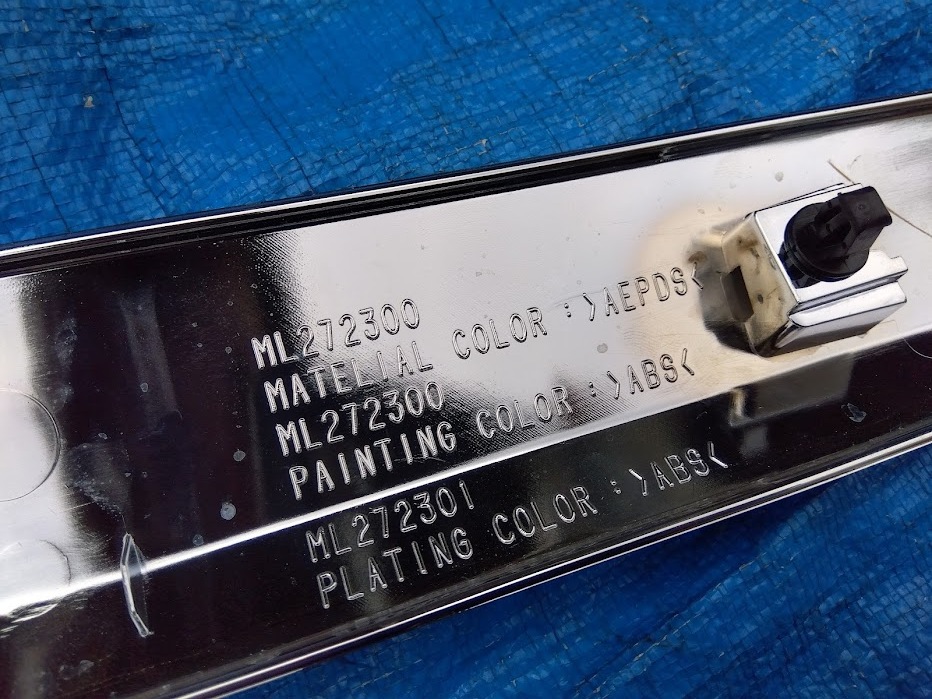 ML272300
MATELIAL COLOR : >AEPDS<
ML272300
PAINTING COLOR : >ABS<
ML272301
PLATING COLOR : >ABS<